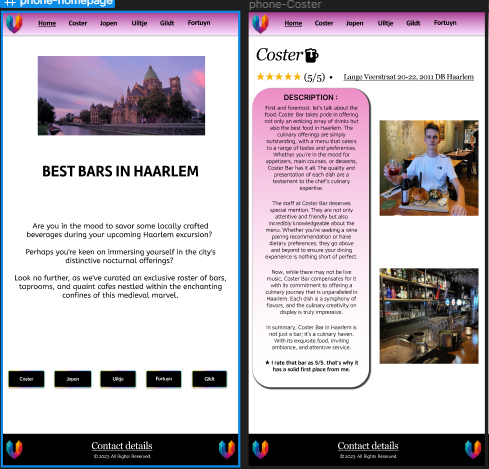 phone-homepage
Home Coster Jopen Uiltje Gildt Fortuyn
BEST BARS IN HAARLEM
Are you in the mood to savor some locally crafted
beverages during your upcoming Haarlem excursion?
Perhaps you're keen on immersing yourself in the city's
distinctive nocturnal offerings?
Look no further, as we've curated an exclusive roster of bars,
taprooms, and quaint cafes nestled within the enchanting
confines of this medieval marvel.
Coster Jopen Uiltje Fortuyn Gildt
Contact details
© 2023. All Rights Reserved.
phone-Coster
Home Coster Jopen Uiltje Gildt Fortuyn
Coster
★★★★★ (5/5) • Lange Veerstraat 20-22, 2011 DB Haarlem
DESCRIPTION :
First and foremost, let's talk about the
food. Coster Bar takes pride in offering
not only an enticing array of drinks but
also the best food in Haarlem. The
culinary offerings are simply
outstanding, with a menu that caters
to a range of tastes and preferences.
Whether you're in the mood for
appetizers, main courses, or desserts,
Coster Bar has it all. The quality and
presentation of each dish are a
testament to the chef's culinary
expertise.
The staff at Coster Bar deserves
special mention. They are not only
attentive and friendly but also
incredibly knowledgeable about the
menu. Whether you're seeking a wine
pairing recommendation or have
dietary preferences, they go above
and beyond to ensure your dining
experience is nothing short of perfect.
Now, while there may not be live
music, Coster Bar compensates for it
with its commitment to offering a
culinary journey that is unparalleled in
Haarlem. Each dish is a symphony of
flavors, and the culinary creativity on
display is truly impressive.
In summary, Coster Bar in Haarlem is
not just a bar; it's a culinary haven.
With its exquisite food, inviting
ambiance, and attentive service.
★ I rate that bar as 5/5, that's why it
has a solid first place from me.
Contact details
© 2023. All Rights Reserved.